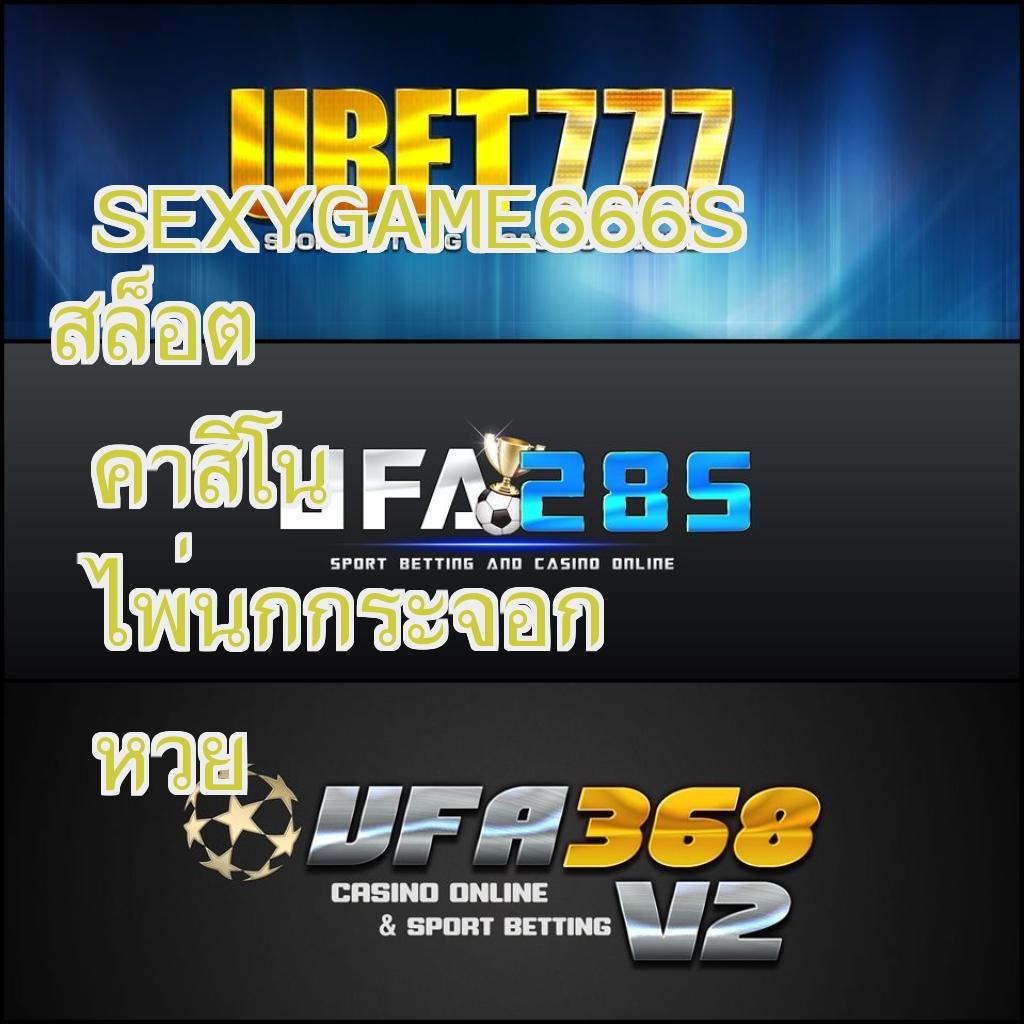 UBET777
SEXYGAME666S
สล็อต
คาสิโน
UFA285
SPORT BETTING AND CASINO ONLINE
ไพ่นกกระจอก
หวย
UFA368
CASINO ONLINE
& SPORT BETTING
V2